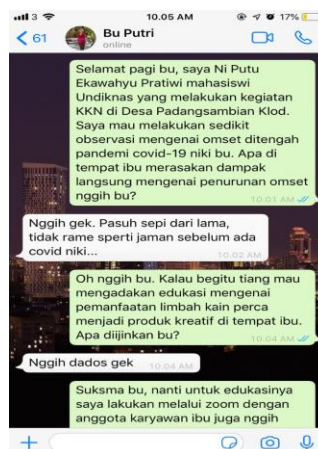 3 10.05 AM 17%
61 Bu Putri
online
Selamat pagi bu, saya Ni Putu
Ekawahyu Pratiwi mahasiswi
Undiknas yang melakukan kegiatan
KKN di Desa Padangsambian Klod.
Saya mau melakukan sedikit
observasi mengenai omset ditengah
pandemi covid-19 niki bu. Apa di
tempat ibu merasakan dampak
langsung mengenai penurunan omset
nggih bu?
10.01 AM
Nggih gek. Pasuh sepi dari lama,
tidak rame sperti jaman sebelum ada
covid niki...
10.02 AM
Oh nggih bu. Kalau begitu tiang mau
mengadakan edukasi mengenai
pemanfaatan limbah kain perca
menjadi produk kreatif di tempat ibu.
Apa diijinkan bu?
10.04 AM
Nggih dados gek
10.04 AM
Suksma bu, nanti untuk edukasinya
saya lakukan melalui zoom dengan
anggota karyawan ibu juga nggih